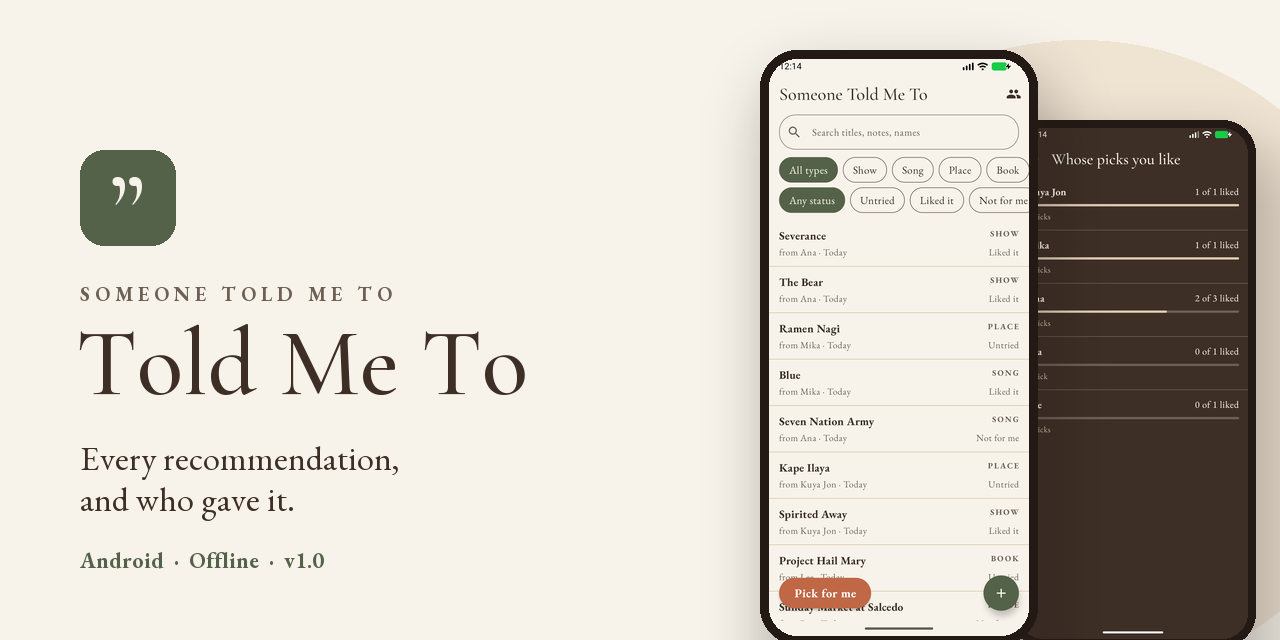 ”
SOMEONE TOLD ME TO
Told Me To
Every recommendation,
and who gave it.
Android · Offline · v1.0
12:14
Someone Told Me To
Search titles, notes, names
All types Show Song Place Book
Any status Untried Liked it Not for me
Severance SHOW
from Ana · Today Liked it
The Bear SHOW
from Ana · Today Liked it
Ramen Nagi PLACE
from Mika · Today Untried
Blue SONG
from Mika · Today Liked it
Seven Nation Army SONG
from Ana · Today Not for me
Kape Ilaya PLACE
from Kuya Jon · Today Untried
Spirited Away SHOW
from Kuya Jon · Today Liked it
Project Hail Mary BOOK
Pick for me +
Sunday Market at Salcedo
14
Whose picks you like
Jon 1 of 1 liked
1 of 1 liked
2 of 3 liked
0 of 1 liked
0 of 1 liked